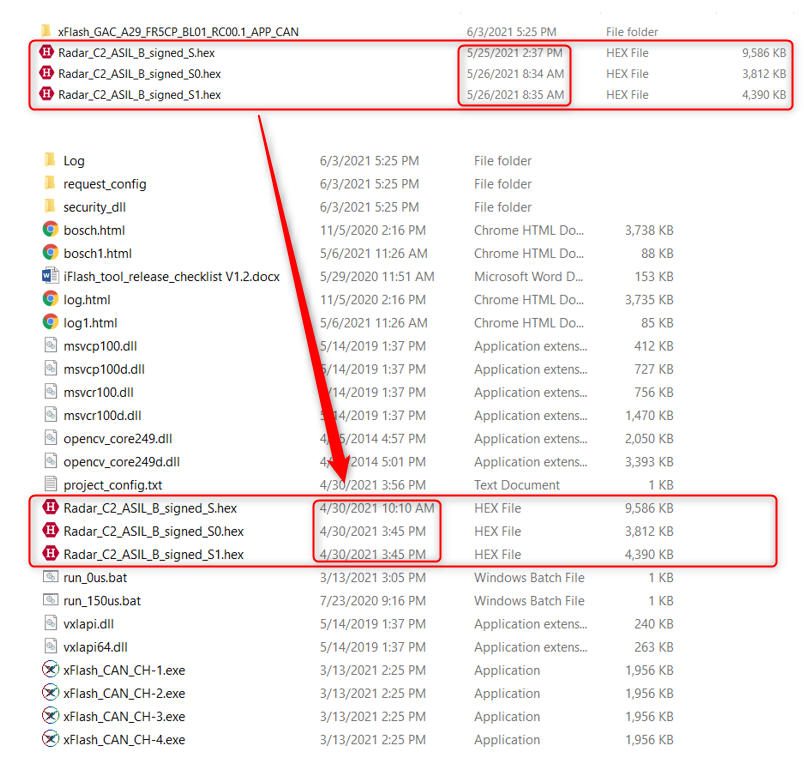 xFlash_GAC_A29_FR5CP_BL01_RC00.1_APP_CAN 6/3/2021 5:25 PM File folder
Radar_C2_ASIL_B_signed_S.hex 5/25/2021 2:37 PM HEX File 9,586 KB
Radar_C2_ASIL_B_signed_S0.hex 5/26/2021 8:34 AM HEX File 3,812 KB
Radar_C2_ASIL_B_signed_S1.hex 5/26/2021 8:35 AM HEX File 4,390 KB
Log 6/3/2021 5:25 PM File folder
request_config 6/3/2021 5:25 PM File folder
security_dll 6/3/2021 5:25 PM File folder
bosch.html 11/5/2020 2:16 PM Chrome HTML Do... 3,738 KB
bosch1.html 5/6/2021 11:26 AM Chrome HTML Do... 88 KB
iFlash_tool_release_checklist V1.2.docx 5/29/2020 11:51 AM Microsoft Word D... 153 KB
log.html 11/5/2020 2:16 PM Chrome HTML Do... 3,735 KB
log1.html 5/6/2021 11:26 AM Chrome HTML Do... 85 KB
msvcp100.dll 5/14/2019 1:37 PM Application extens... 412 KB
msvcp100d.dll 5/14/2019 1:37 PM Application extens... 727 KB
msvcr100.dll /14/2019 1:37 PM Application extens... 756 KB
msvcr100d.dll 5/14/2019 1:37 PM Application extens... 1,470 KB
opencv_core249.dll 2014 4:57 PM Application extens... 2,050 KB
opencv_core249d.dll 2014 5:01 PM Application extens... 3,393 KB
project_config.txt 4/30/2021 3:56 PM Text Document 1 KB
Radar_C2_ASIL_B_signed_S.hex 4/30/2021 10:10 AM HEX File 9,586 KB
Radar_C2_ASIL_B_signed_S0.hex 4/30/2021 3:45 PM HEX File 3,812 KB
Radar_C2_ASIL_B_signed_S1.hex 4/30/2021 3:45 PM HEX File 4,390 KB
run_0us.bat 3/13/2021 3:05 PM Windows Batch File 1 KB
run_150us.bat 7/23/2020 9:16 PM Windows Batch File 1 KB
vxlapi.dll 5/14/2019 1:37 PM Application extens... 240 KB
vxlapi64.dll 5/14/2019 1:37 PM Application extens... 263 KB
xFlash_CAN_CH-1.exe 3/13/2021 2:25 PM Application 1,956 KB
xFlash_CAN_CH-2.exe 3/13/2021 2:25 PM Application 1,956 KB
xFlash_CAN_CH-3.exe 3/13/2021 2:25 PM Application 1,956 KB
xFlash_CAN_CH-4.exe 3/13/2021 2:25 PM Application 1,956 KB